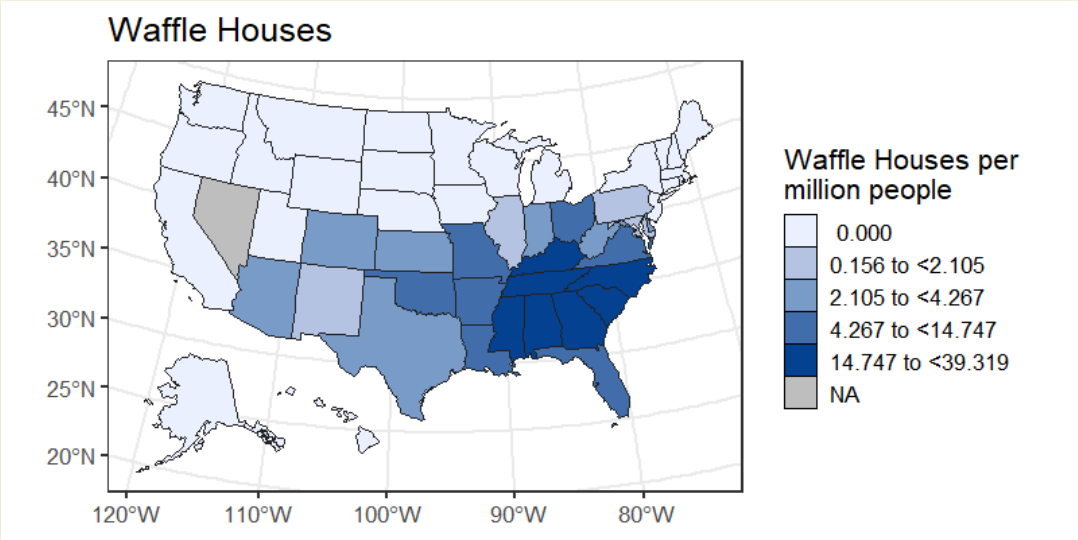 Waffle Houses
45°N
40°N
35°N
30°N
25°N
20°N
120°W 110°W 100°W 90°W 80°W
Waffle Houses per
million people
0.000
0.156 to <2.105
2.105 to <4.267
4.267 to <14.747
14.747 to <39.319
NA